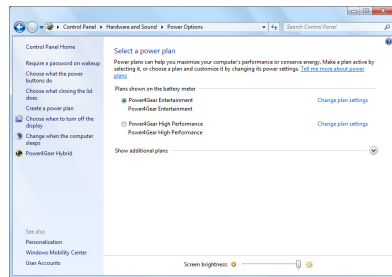 Control Panel
Hardware and Sound
Power Options
Search Control Panel
Control Panel Home
Require a password on wakeup
Choose what the power
buttons do
Choose what closing the lid
does
Create a power plan
Choose when to turn off the
display
Change when the computer
sleeps
Power4Gear Hybrid
See also
Personalization
Windows Mobility Center
User Accounts
Select a power plan
Power plans can help you maximize your computer's performance or conserve energy. Make a plan active by
selecting it, or choose a plan and customize it by changing its power settings. Tell me more about power
plans
Plans shown on the battery meter
Power4Gear Entertainment
Change plan settings
Power4Gear Entertainment
Power4Gear High Performance
Change plan settings
Power4Gear High Performance
Show additional plans
Screen brightness: